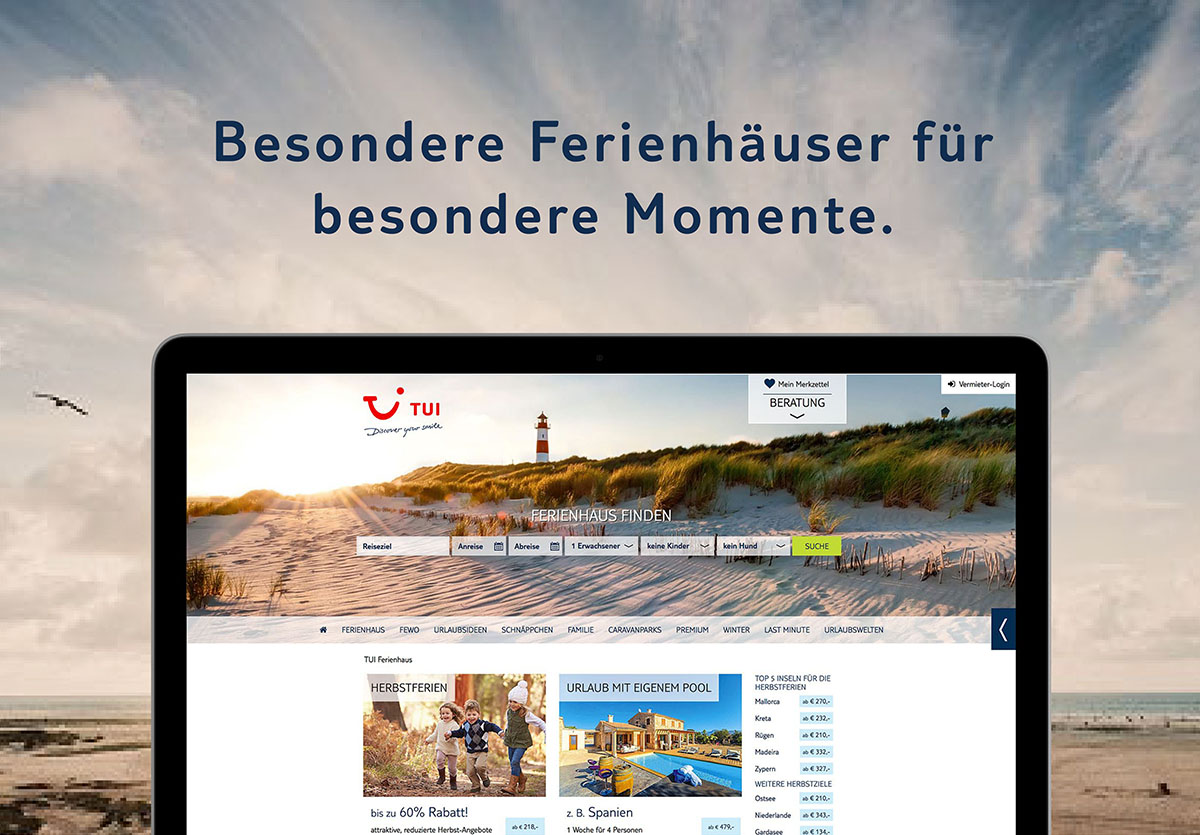 Besondere Ferienhäuser für
besondere Momente.
TUI
Discover your smile
Mein Merkzettel
BERATUNG
Vermieter-Login
FERIENHAUS FINDEN
Reiseziel Anreise Abreise 1 Erwachsener keine Kinder kein Hund SUCHE
FERIENHAUS FEWO URLAUBSIDEEN SCHNÄPPCHEN FAMILIE CARAVANPARKS PREMIUM WINTER LAST MINUTE URLAUBSWELTEN
TUI Ferienhaus
HERBSTFERIEN
bis zu 60% Rabatt!
attraktive, reduzierte Herbst-Angebote
ab € 218,-
URLAUB MIT EIGENEM POOL
z. B. Spanien
1 Woche für 4 Personen
ab € 479,-
TOP 5 INSELN FÜR DIE
HERBSTFERIEN
Mallorca ab € 270,-
Kreta ab € 232,-
Rügen ab € 210,-
Madeira ab € 332,-
Zypern ab € 327,-
WEITERE HERBSTZIELE
Ostsee ab € 210,-
Niederlande ab € 343,-
Gardasee ab € 134,-